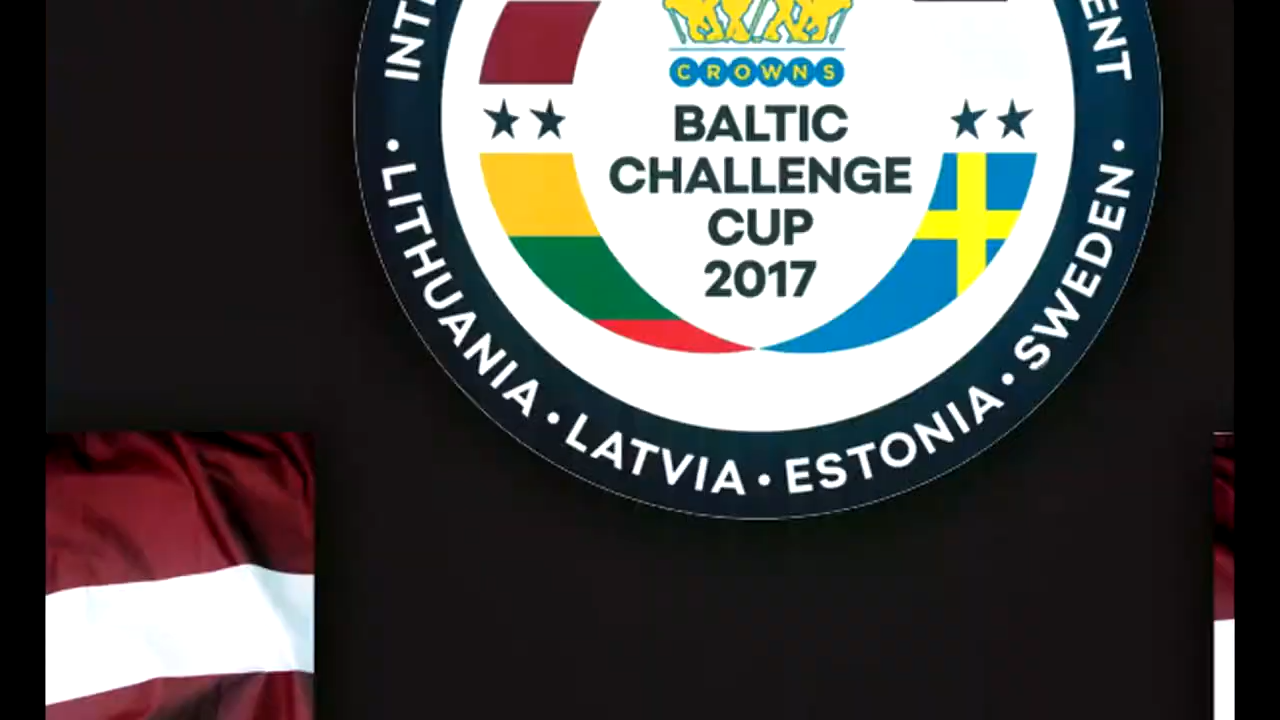 CROWNS
BALTIC
CHALLENGE
CUP
2017
• LITHUANIA • LATVIA • ESTONIA • SWEDEN •